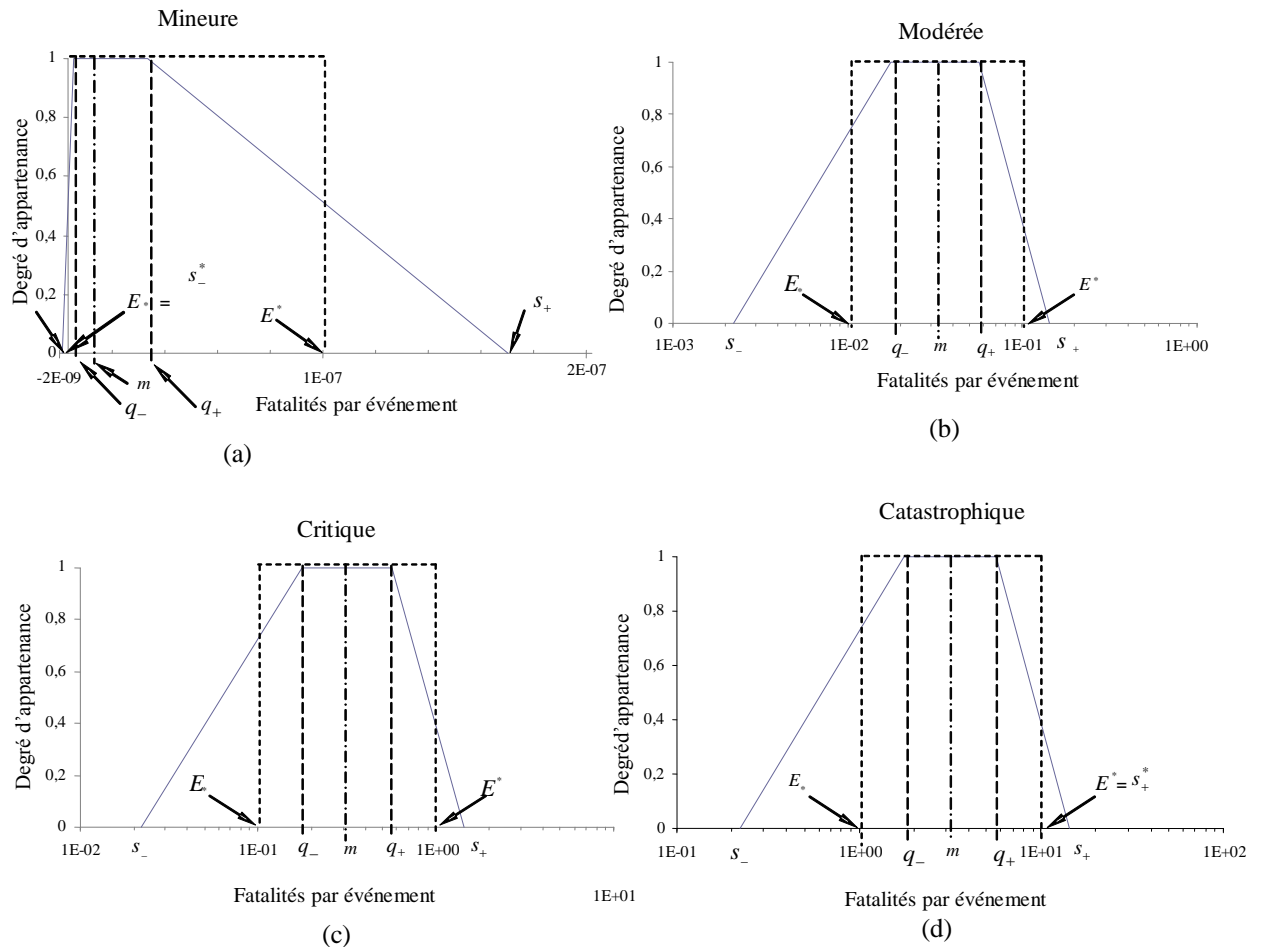 Mineure
Degré d'appartenance
1
0,8
0,6
0,4
0,2
0
s*₋
E* =
E*
s₊
-2E-09
1E-07
2E-07
m
q₋
q₊
Fatalités par événement
(a)
Modérée
Degré d'appartenance
1
0,8
0,6
0,4
0,2
0
E*
E*
1E-03
s₋
1E-02
q₋
m
q₊
1E-01
s₊
1E+00
Fatalités par événement
(b)
Critique
Degré d'appartenance
1
0,8
0,6
0,4
0,2
0
E*
E*
1E-02
s₋
1E-01
q₋
m
q₊
1E+00
s₊
Fatalités par événement
1E+01
(c)
Catastrophique
Degréd'appartenance
1
0,8
0,6
0,4
0,2
0
E*
E* = s*₊
1E-01
s₋
1E+00
q₋
m
q₊
1E+01
s₊
1E+02
Fatalités par événement
(d)